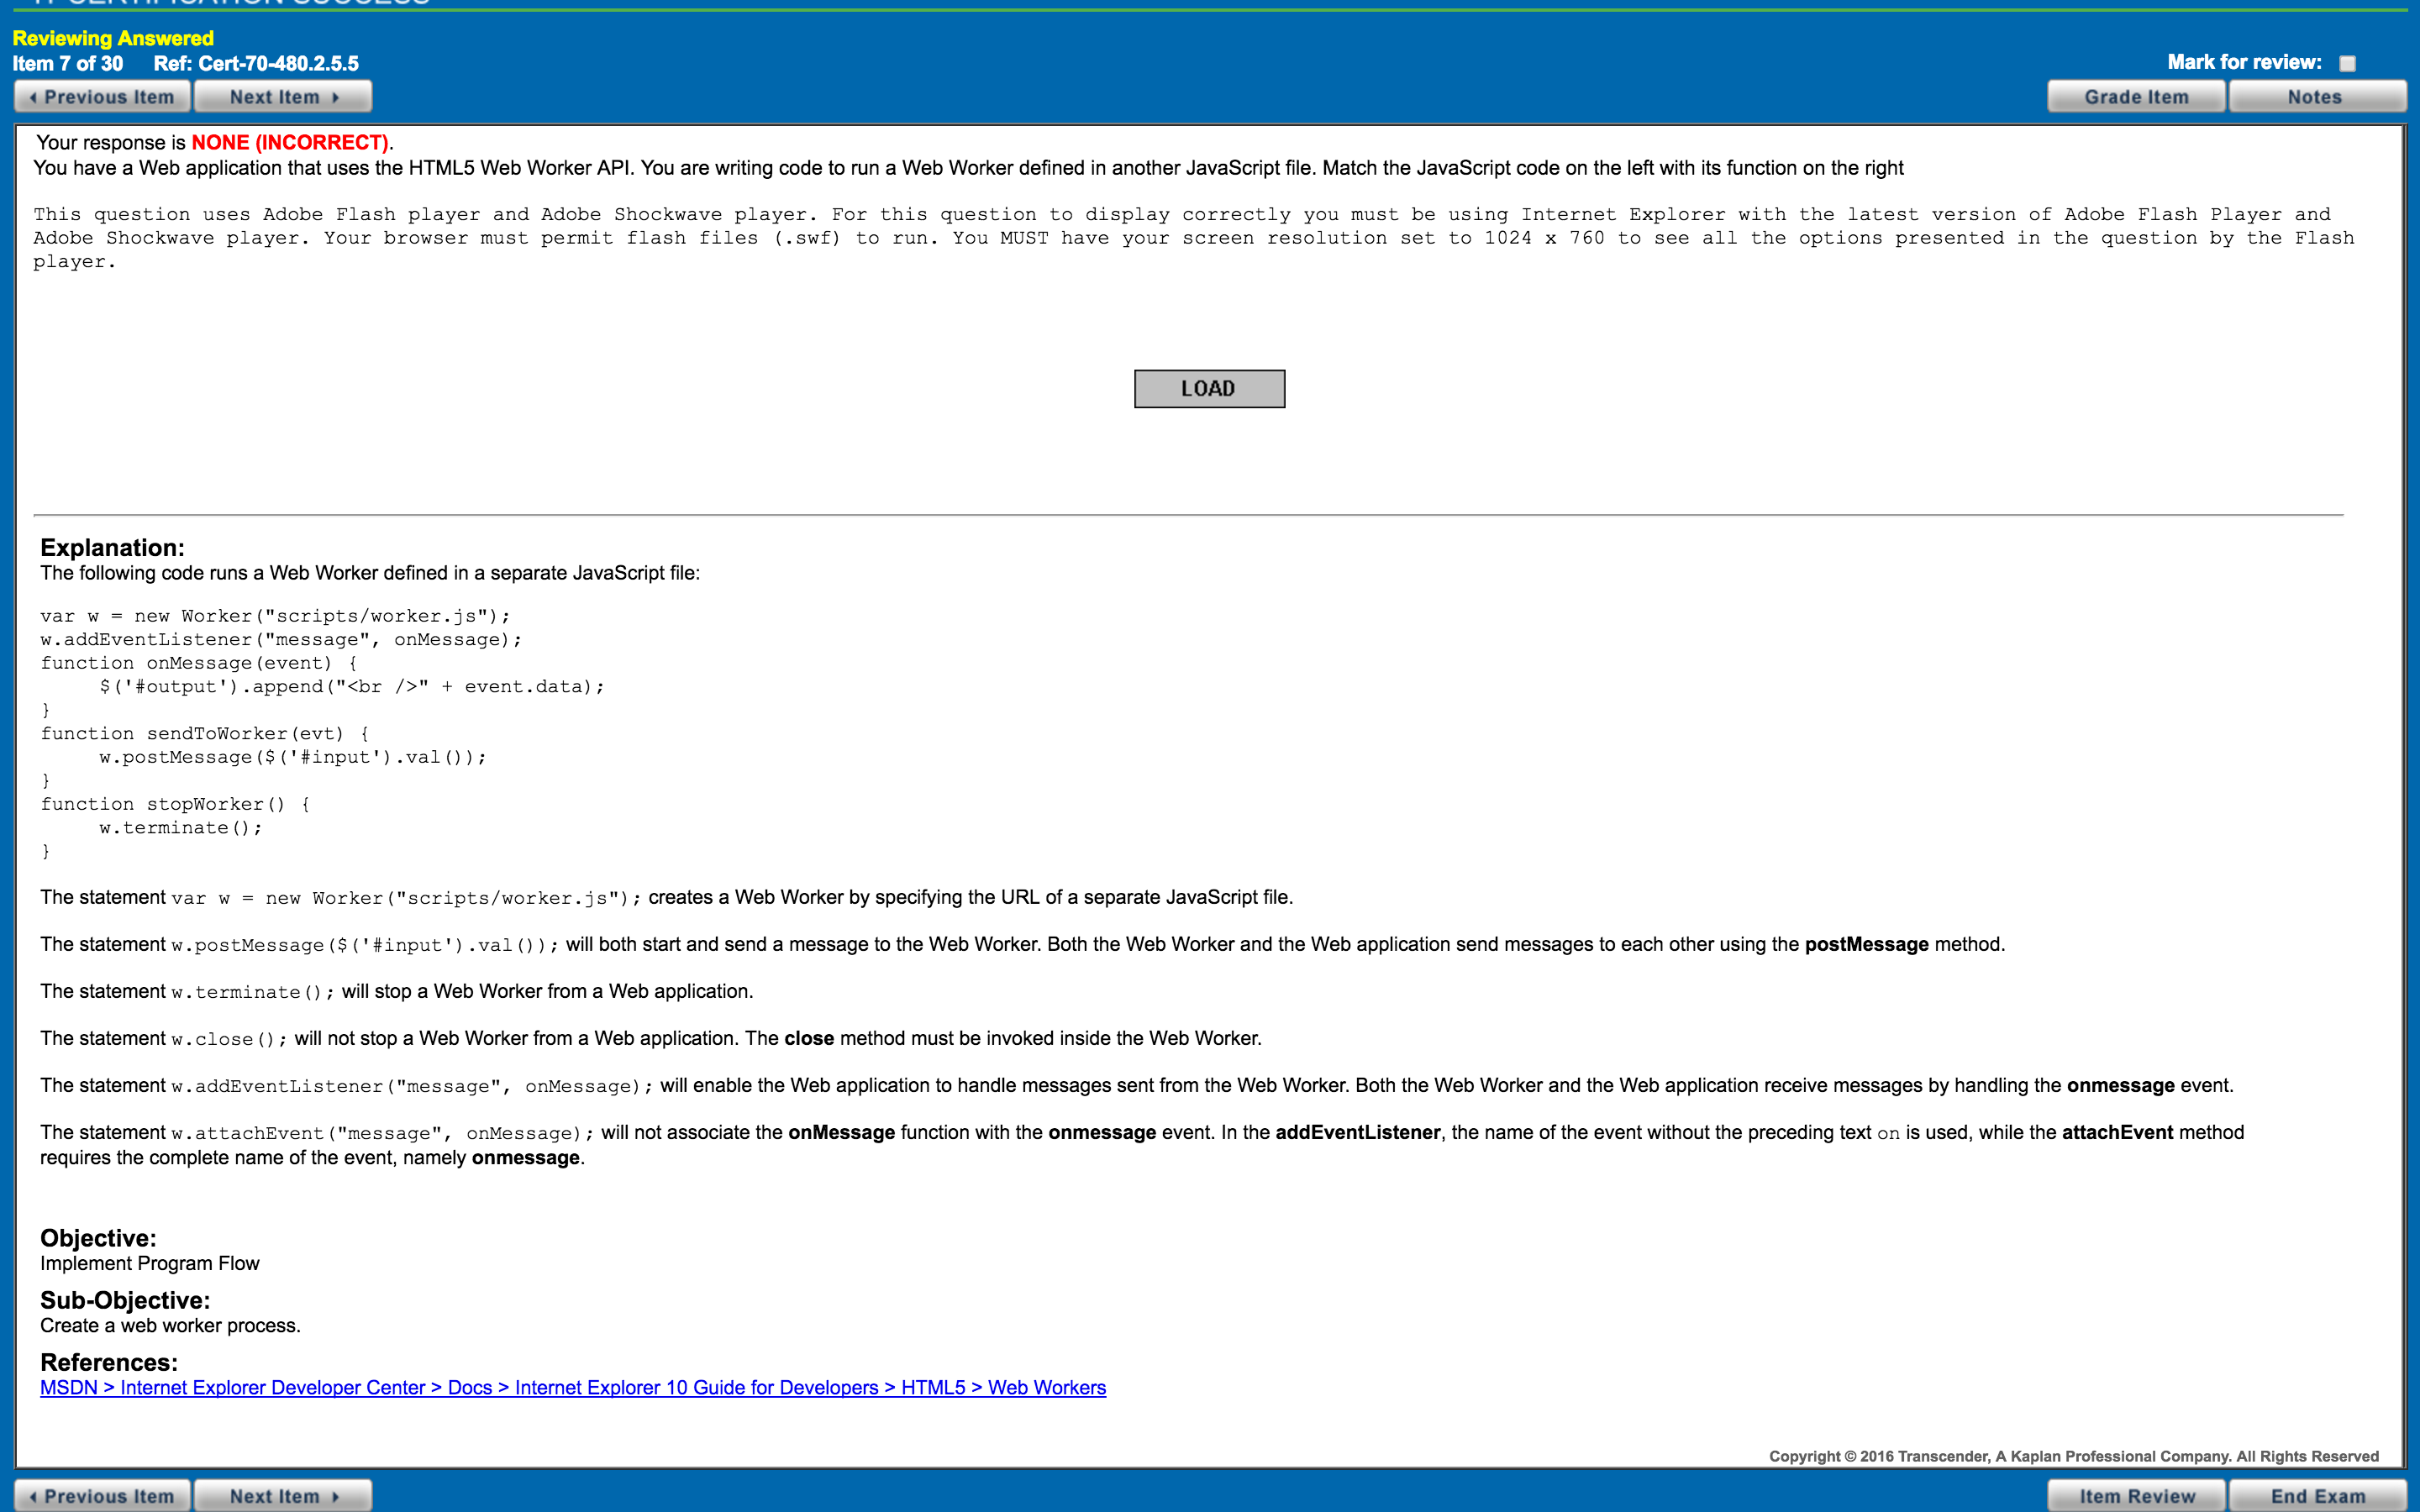 IT CERTIFICATION SUCCESS
Reviewing Answered
Item 7 of 30 Ref: Cert-70-480.2.5.5
Mark for review:
Previous Item Next Item Grade Item Notes
Your response is NONE (INCORRECT).
You have a Web application that uses the HTML5 Web Worker API. You are writing code to run a Web Worker defined in another JavaScript file. Match the JavaScript code on the left with its function on the right
This question uses Adobe Flash player and Adobe Shockwave player. For this question to display correctly you must be using Internet Explorer with the latest version of Adobe Flash Player and
Adobe Shockwave player. Your browser must permit flash files (.swf) to run. You MUST have your screen resolution set to 1024 x 760 to see all the options presented in the question by the Flash
player.
LOAD
Explanation:
The following code runs a Web Worker defined in a separate JavaScript file:
var w = new Worker("scripts/worker.js");
w.addEventListener("message", onMessage);
function onMessage(event) {
$('#output').append("<br />" + event.data);
}
function sendToWorker(evt) {
w.postMessage($('#input').val());
}
function stopWorker() {
w.terminate();
}
The statement var w = new Worker("scripts/worker.js"); creates a Web Worker by specifying the URL of a separate JavaScript file.
The statement w.postMessage($('#input').val()); will both start and send a message to the Web Worker. Both the Web Worker and the Web application send messages to each other using the postMessage method.
The statement w.terminate(); will stop a Web Worker from a Web application.
The statement w.close(); will not stop a Web Worker from a Web application. The close method must be invoked inside the Web Worker.
The statement w.addEventListener("message", onMessage); will enable the Web application to handle messages sent from the Web Worker. Both the Web Worker and the Web application receive messages by handling the onmessage event.
The statement w.attachEvent("message", onMessage); will not associate the onMessage function with the onmessage event. In the addEventListener, the name of the event without the preceding text on is used, while the attachEvent method
requires the complete name of the event, namely onmessage.
Objective:
Implement Program Flow
Sub-Objective:
Create a web worker process.
References:
MSDN > Internet Explorer Developer Center > Docs > Internet Explorer 10 Guide for Developers > HTML5 > Web Workers
Copyright © 2016 Transcender, A Kaplan Professional Company. All Rights Reserved
Previous Item Next Item Item Review End Exam